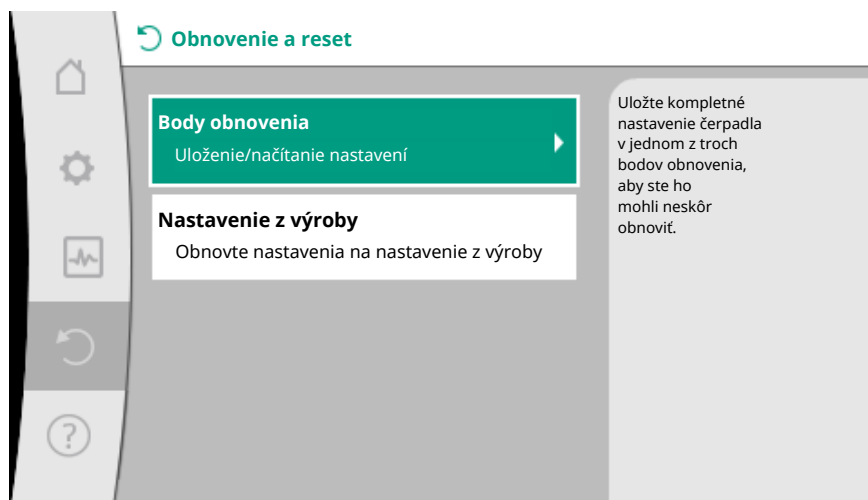 Obnovenie a reset
Body obnovenia
Uloženie/načítanie nastavení
Nastavenie z výroby
Obnovte nastavenia na nastavenie z výroby
Uložte kompletné
nastavenie čerpadla
v jednom z troch
bodov obnovenia,
aby ste ho
mohli neskôr
obnoviť.
?